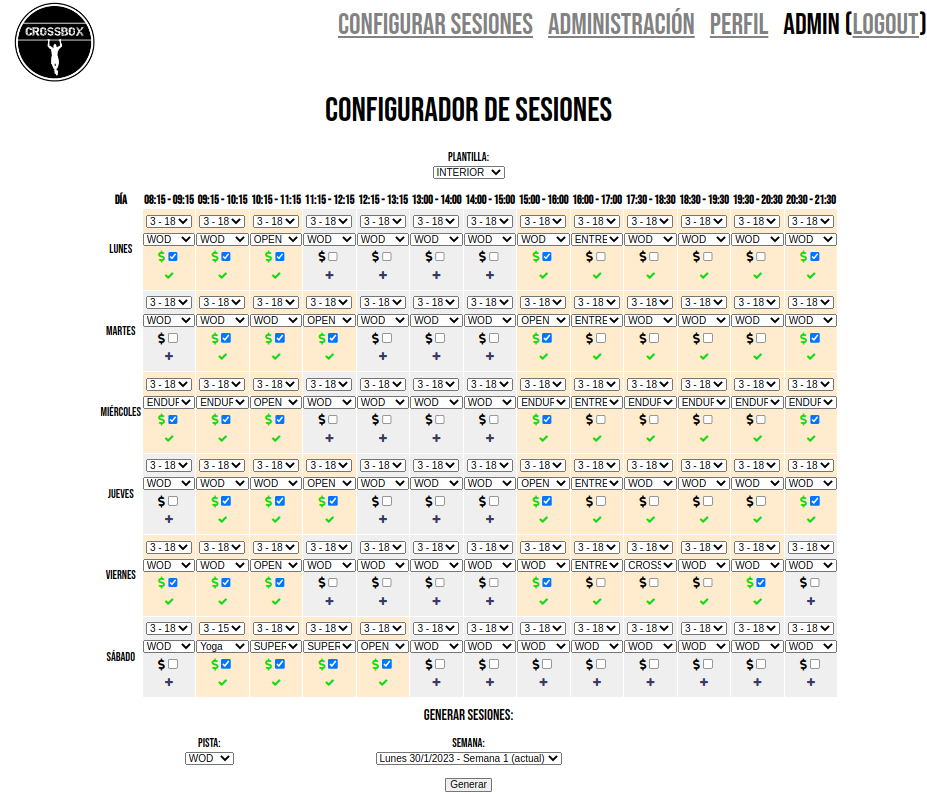 CROSSBOX
CONFIGURAR SESIONES ADMINISTRACIÓN PERFIL ADMIN (LOGOUT)
CONFIGURADOR DE SESIONES
PLANTILLA:
INTERIOR
DÍA 08:15 - 09:15 09:15 - 10:15 10:15 - 11:15 11:15 - 12:15 12:15 - 13:15 13:00 - 14:00 14:00 - 15:00 15:00 - 16:00 16:00 - 17:00 17:30 - 18:30 18:30 - 19:30 19:30 - 20:30 20:30 - 21:30
3 - 18 3 - 18 3 - 18 3 - 18 3 - 18 3 - 18 3 - 18 3 - 18 3 - 18 3 - 18 3 - 18 3 - 18 3 - 18
LUNES WOD WOD OPEN WOD WOD WOD WOD WOD ENTRE WOD WOD WOD WOD
$ $ $ $ $ $ $ $ $ $ $ $ $
3 - 18 3 - 18 3 - 18 3 - 18 3 - 18 3 - 18 3 - 18 3 - 18 3 - 18 3 - 18 3 - 18 3 - 18 3 - 18
MARTES WOD WOD WOD OPEN WOD WOD WOD OPEN ENTRE WOD WOD WOD WOD
$ $ $ $ $ $ $ $ $ $ $ $ $
3 - 18 3 - 18 3 - 18 3 - 18 3 - 18 3 - 18 3 - 18 3 - 18 3 - 18 3 - 18 3 - 18 3 - 18 3 - 18
MIÉRCOLES ENDUR ENDUR OPEN WOD WOD WOD WOD ENDUR ENTRE ENDUR ENDUR ENDUR ENDUR
$ $ $ $ $ $ $ $ $ $ $ $ $
3 - 18 3 - 18 3 - 18 3 - 18 3 - 18 3 - 18 3 - 18 3 - 18 3 - 18 3 - 18 3 - 18 3 - 18 3 - 18
JUEVES WOD WOD WOD OPEN WOD WOD WOD OPEN ENTRE WOD WOD WOD WOD
$ $ $ $ $ $ $ $ $ $ $ $ $
3 - 18 3 - 18 3 - 18 3 - 18 3 - 18 3 - 18 3 - 18 3 - 18 3 - 18 3 - 18 3 - 18 3 - 18 3 - 18
VIERNES WOD WOD OPEN WOD WOD WOD WOD WOD ENTRE CROSS WOD WOD WOD
$ $ $ $ $ $ $ $ $ $ $ $ $
3 - 18 3 - 15 3 - 18 3 - 18 3 - 18 3 - 18 3 - 18 3 - 18 3 - 18 3 - 18 3 - 18 3 - 18 3 - 18
SÁBADO WOD Yoga SUPER SUPER OPEN WOD WOD WOD WOD WOD WOD WOD WOD
$ $ $ $ $ $ $ $ $ $ $ $ $
GENERAR SESIONES:
PISTA: SEMANA:
WOD Lunes 30/1/2023 - Semana 1 (actual)
Generar